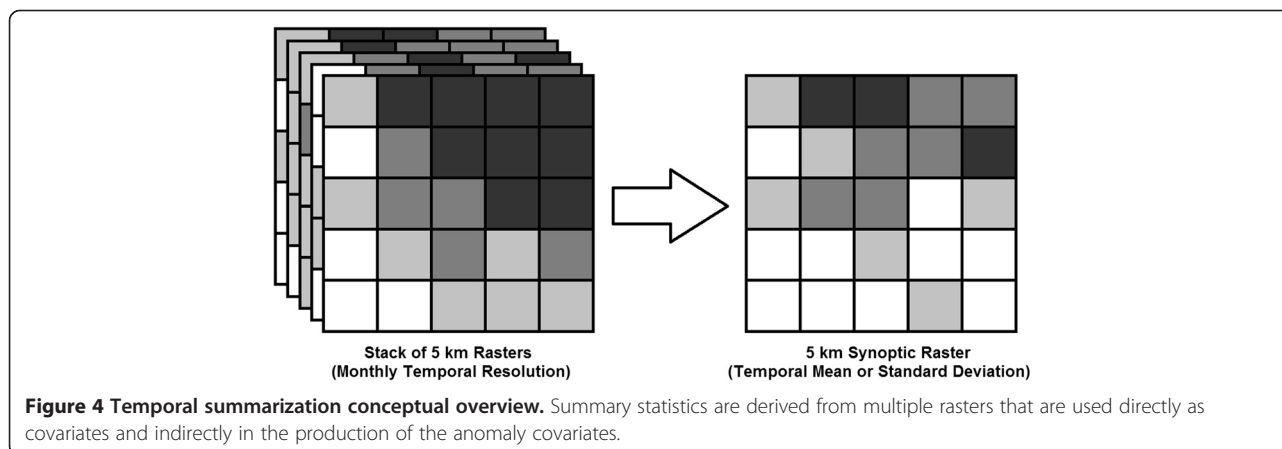 Stack of 5 km Rasters
(Monthly Temporal Resolution)
5 km Synoptic Raster
(Temporal Mean or Standard Deviation)
Figure 4 Temporal summarization conceptual overview. Summary statistics are derived from multiple rasters that are used directly as
covariates and indirectly in the production of the anomaly covariates.